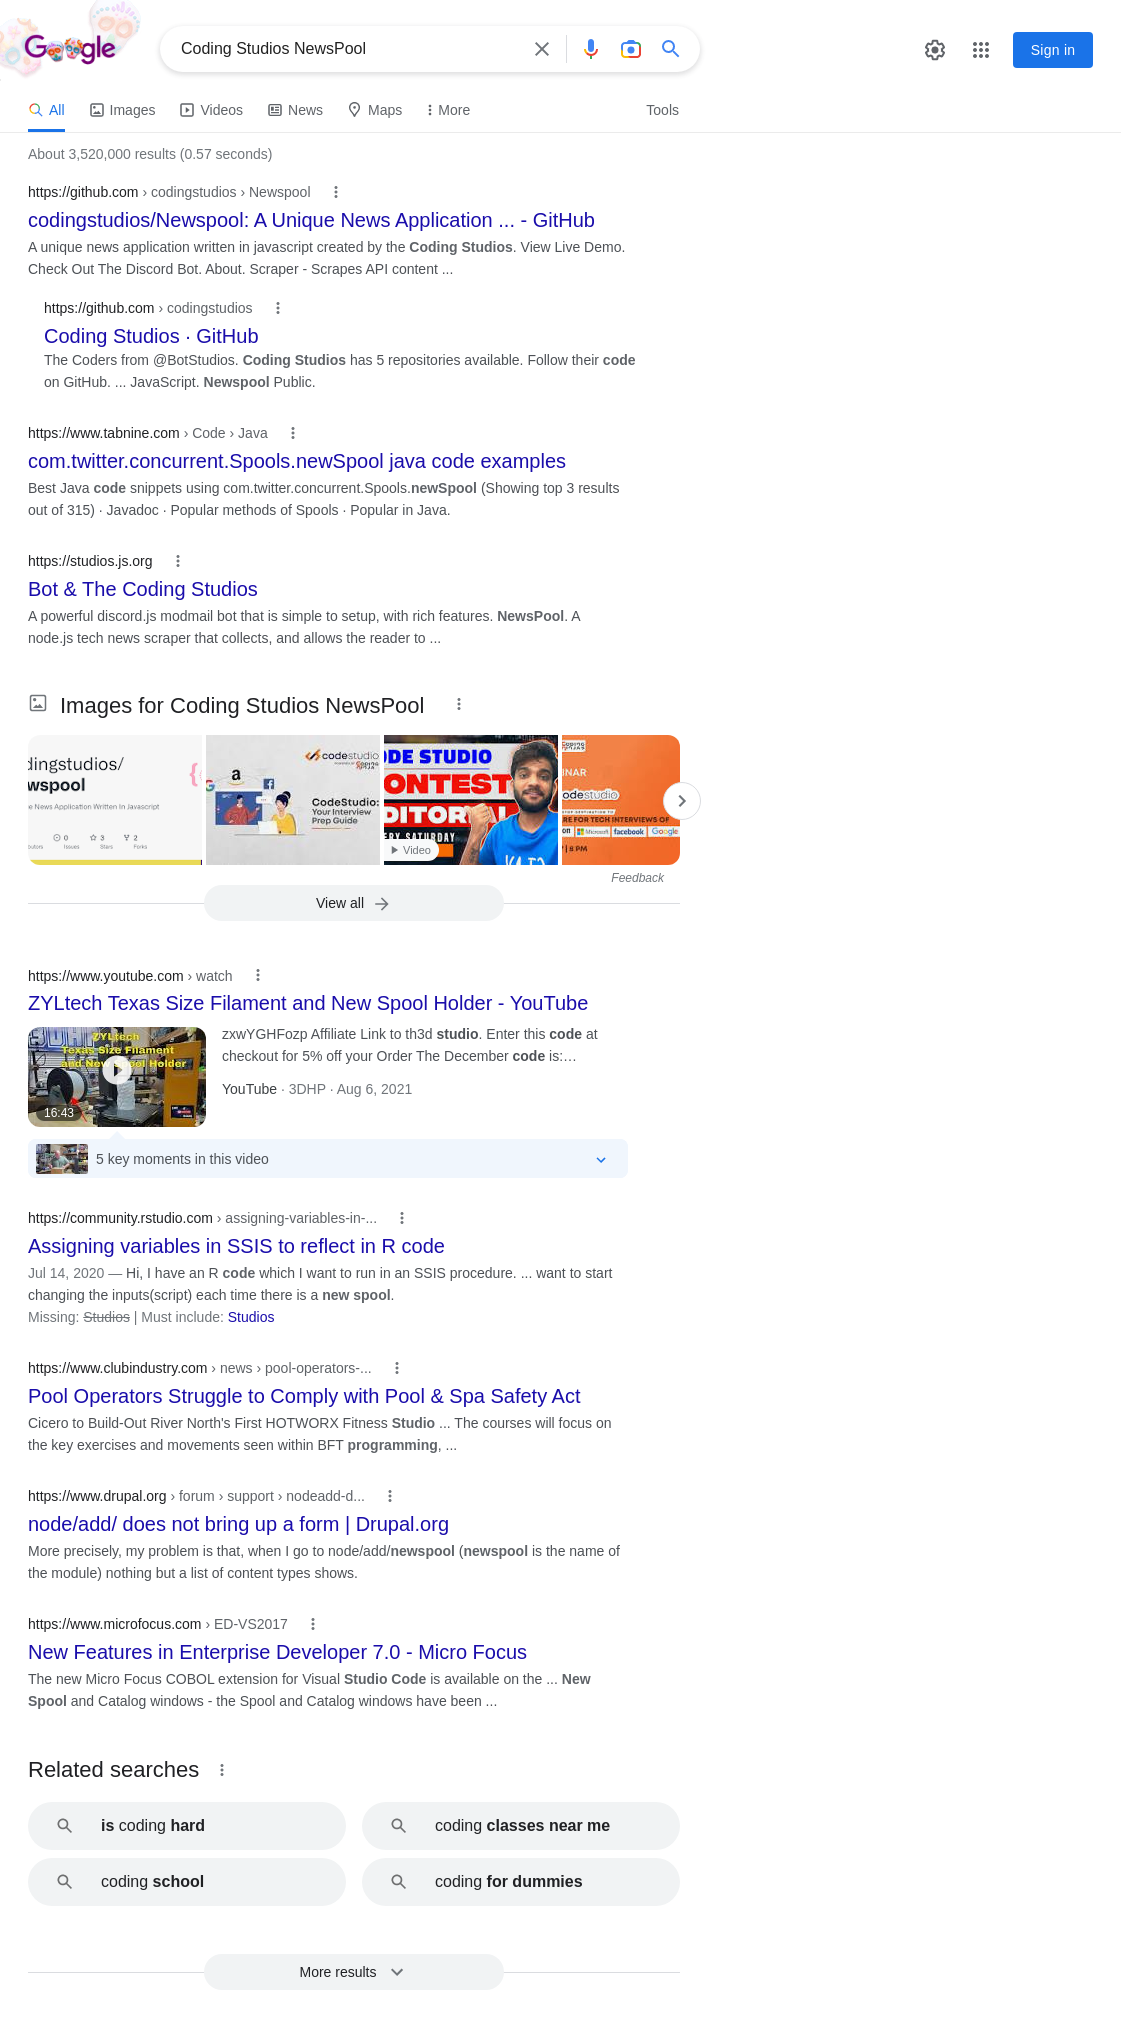 Google
Coding Studios NewsPool
Sign in
All Images Videos News Maps More Tools
About 3,520,000 results (0.57 seconds)
https://github.com › codingstudios › Newspool
codingstudios/Newspool: A Unique News Application ... - GitHub
A unique news application written in javascript created by the Coding Studios. View Live Demo.
Check Out The Discord Bot. About. Scraper - Scrapes API content ...
https://github.com › codingstudios
Coding Studios · GitHub
The Coders from @BotStudios. Coding Studios has 5 repositories available. Follow their code
on GitHub. ... JavaScript. Newspool Public.
https://www.tabnine.com › Code › Java
com.twitter.concurrent.Spools.newSpool java code examples
Best Java code snippets using com.twitter.concurrent.Spools.newSpool (Showing top 3 results
out of 315) · Javadoc · Popular methods of Spools · Popular in Java.
https://studios.js.org
Bot & The Coding Studios
A powerful discord.js modmail bot that is simple to setup, with rich features. NewsPool. A
node.js tech news scraper that collects, and allows the reader to ...
Images for Coding Studios NewsPool
dingstudios/
wspool
e News Application Written In Javascript
0 3 2
Issues Stars Forks
codestudio
CodeStudio:
Your Interview
Prep Guide
ODE STUDIO
ONTEST
DITORIAL
ERY SATURDAY
Video
INAR
odestudio
RE FOR TECH INTERVIEWS OF
on Microsoft facebook Google
| 8 PM
Feedback
View all
https://www.youtube.com › watch
ZYLtech Texas Size Filament and New Spool Holder - YouTube
ZYLtech
Texas Size Filament
and New Spool Holder
16:43
zxwYGHFozp Affiliate Link to th3d studio. Enter this code at
checkout for 5% off your Order The December code is:...
YouTube · 3DHP · Aug 6, 2021
5 key moments in this video
https://community.rstudio.com › assigning-variables-in-...
Assigning variables in SSIS to reflect in R code
Jul 14, 2020 — Hi, I have an R code which I want to run in an SSIS procedure. ... want to start
changing the inputs(script) each time there is a new spool.
Missing: Studios | Must include: Studios
https://www.clubindustry.com › news › pool-operators-...
Pool Operators Struggle to Comply with Pool & Spa Safety Act
Cicero to Build-Out River North's First HOTWORX Fitness Studio ... The courses will focus on
the key exercises and movements seen within BFT programming, ...
https://www.drupal.org › forum › support › nodeadd-d...
node/add/ does not bring up a form | Drupal.org
More precisely, my problem is that, when I go to node/add/newspool (newspool is the name of
the module) nothing but a list of content types shows.
https://www.microfocus.com › ED-VS2017
New Features in Enterprise Developer 7.0 - Micro Focus
The new Micro Focus COBOL extension for Visual Studio Code is available on the ... New
Spool and Catalog windows - the Spool and Catalog windows have been ...
Related searches
is coding hard
coding classes near me
coding school
coding for dummies
More results